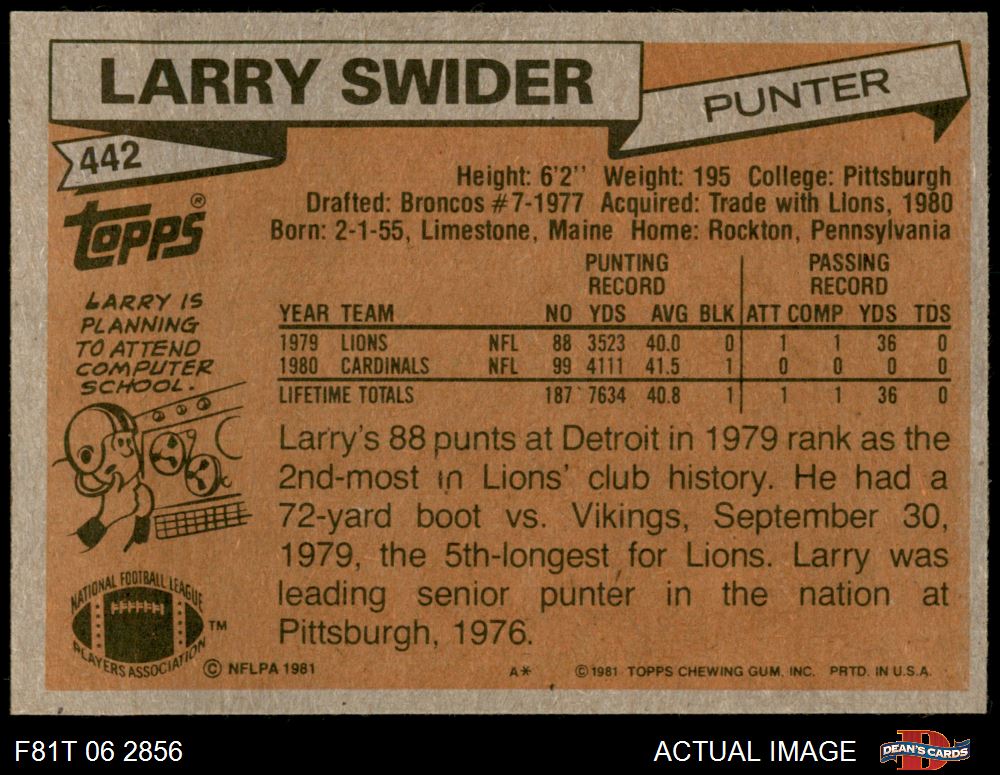 LARRY SWIDER
PUNTER
442
Topps®
Height: 6'2'' Weight: 195 College: Pittsburgh
Drafted: Broncos #7-1977 Acquired: Trade with Lions, 1980
Born: 2-1-55, Limestone, Maine Home: Rockton, Pennsylvania
LARRY IS
PLANNING
TO ATTEND
COMPUTER
SCHOOL.
PUNTING PASSING
RECORD RECORD
YEAR TEAM NO YDS AVG BLK ATT COMP YDS TDS
1979 LIONS NFL 88 3523 40.0 0 1 1 36 0
1980 CARDINALS NFL 99 4111 41.5 1 0 0 0 0
LIFETIME TOTALS 187 7634 40.8 1 1 1 36 0
Larry's 88 punts at Detroit in 1979 rank as the
2nd-most in Lions' club history. He had a
72-yard boot vs. Vikings, September 30,
1979, the 5th-longest for Lions. Larry was
leading senior punter in the nation at
Pittsburgh, 1976.
NATIONAL FOOTBALL LEAGUE
PLAYERS ASSOCIATION ™
© NFLPA 1981
A* © 1981 TOPPS CHEWING GUM, INC. PRTD. IN U.S.A.
F81T 06 2856 ACTUAL IMAGE
D
DEAN'S CARDS